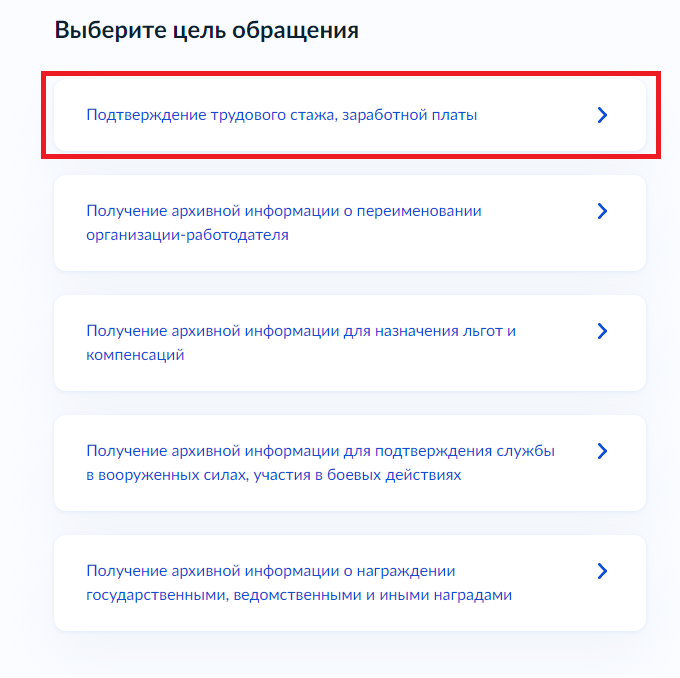 Выберите цель обращения
Подтверждение трудового стажа, заработной платы
Получение архивной информации о переименовании
организации-работодателя
Получение архивной информации для назначения льгот и
компенсаций
Получение архивной информации для подтверждения службы
в вооруженных силах, участия в боевых действиях
Получение архивной информации о награждении
государственными, ведомственными и иными наградами